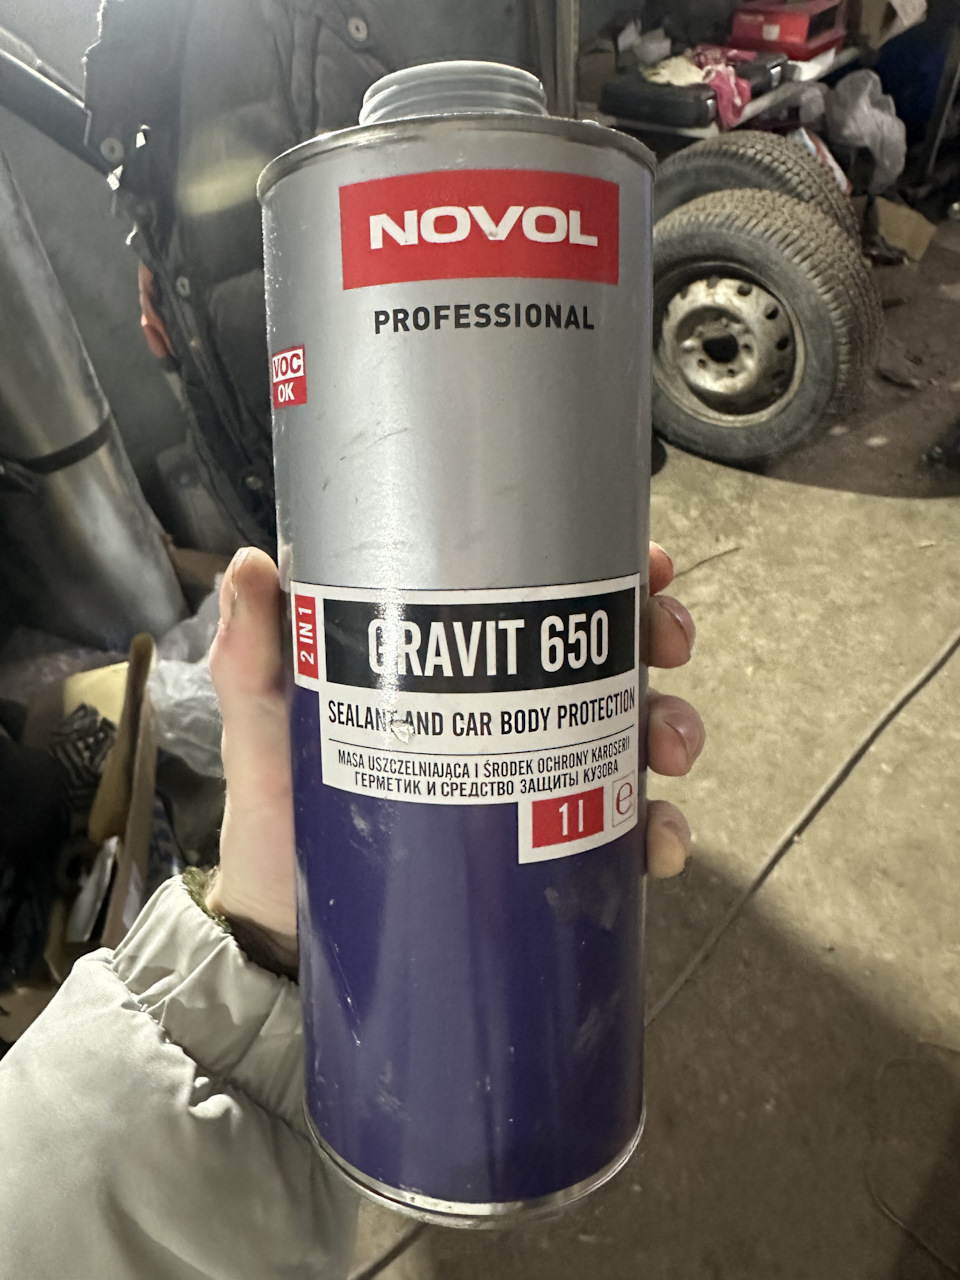 NOVOL
PROFESSIONAL
VOC
OK
2 IN 1
GRAVIT 650
SEALANT AND CAR BODY PROTECTION
MASA USZCZELNIAJĄCA I ŚRODEK OCHRONY KAROSERII
ГЕРМЕТИК И СРЕДСТВО ЗАЩИТЫ КУЗОВА
1 l
e